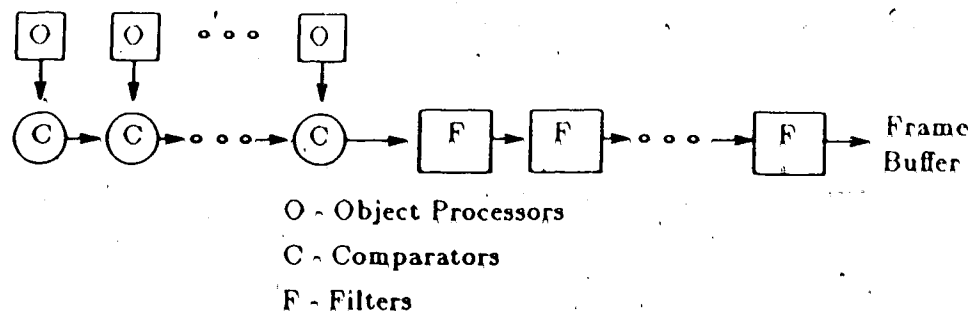 O O O
C C C F F F Frame
Buffer
O - Object Processors
C - Comparators
F - Filters